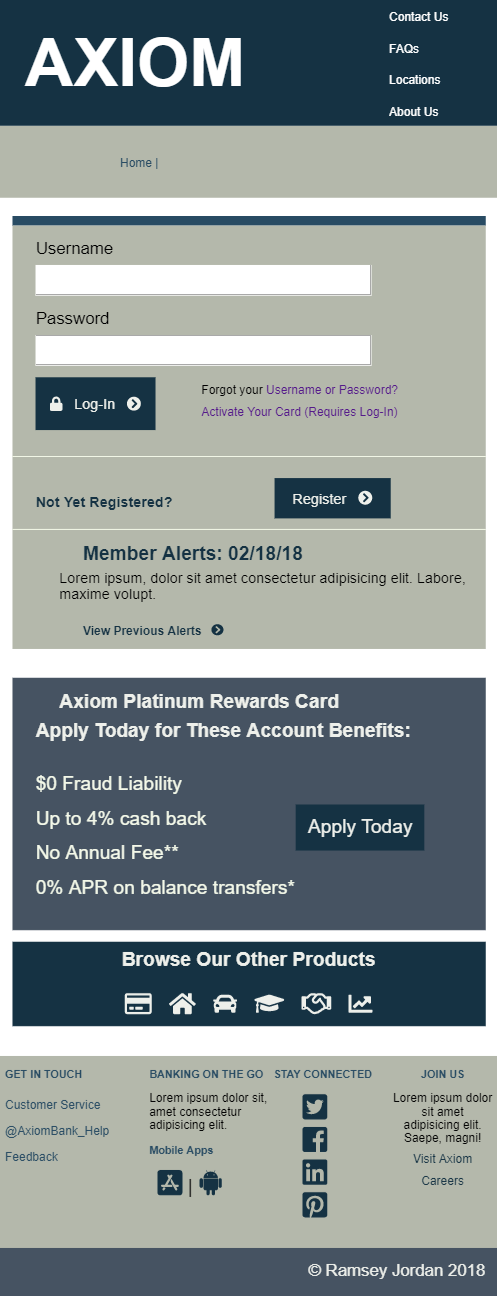 AXIOM
Contact Us
FAQs
Locations
About Us
Home |
Username
Password
Log-In
Forgot your Username or Password?
Activate Your Card (Requires Log-In)
Not Yet Registered?
Register
Member Alerts: 02/18/18
Lorem ipsum, dolor sit amet consectetur adipisicing elit. Labore,
maxime volupt.
View Previous Alerts
Axiom Platinum Rewards Card
Apply Today for These Account Benefits:
$0 Fraud Liability
Up to 4% cash back
No Annual Fee**
0% APR on balance transfers*
Apply Today
Browse Our Other Products
GET IN TOUCH
Customer Service
@AxiomBank_Help
Feedback
BANKING ON THE GO
Lorem ipsum dolor sit,
amet consectetur
adipisicing elit.
Mobile Apps
|
STAY CONNECTED
JOIN US
Lorem ipsum dolor
sit amet
adipisicing elit.
Saepe, magni!
Visit Axiom
Careers
© Ramsey Jordan 2018